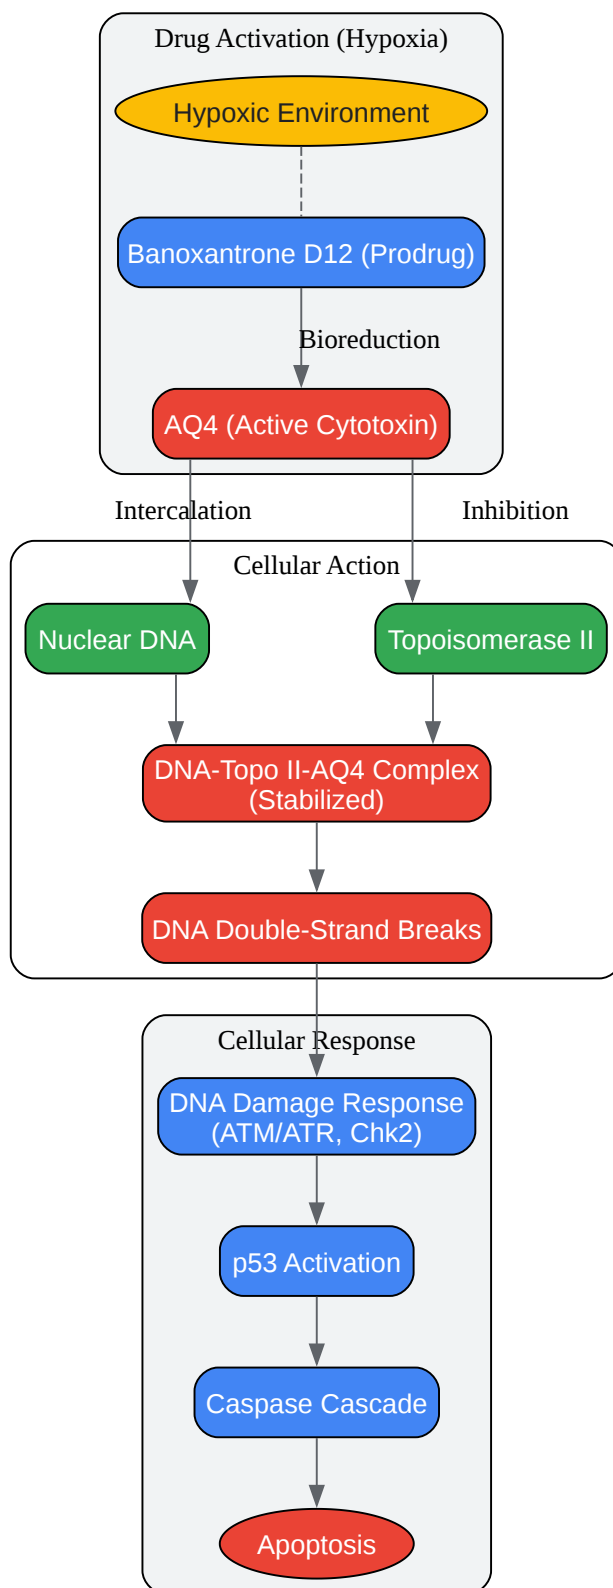 Drug Activation (Hypoxia)
Hypoxic Environment
Banoxantrone D12 (Prodrug)
Bioreduction
AQ4 (Active Cytotoxin)
Intercalation
Inhibition
Cellular Action
Nuclear DNA
Topoisomerase II
DNA-Topo II-AQ4 Complex
(Stabilized)
DNA Double-Strand Breaks
Cellular Response
DNA Damage Response
(ATM/ATR, Chk2)
p53 Activation
Caspase Cascade
Apoptosis